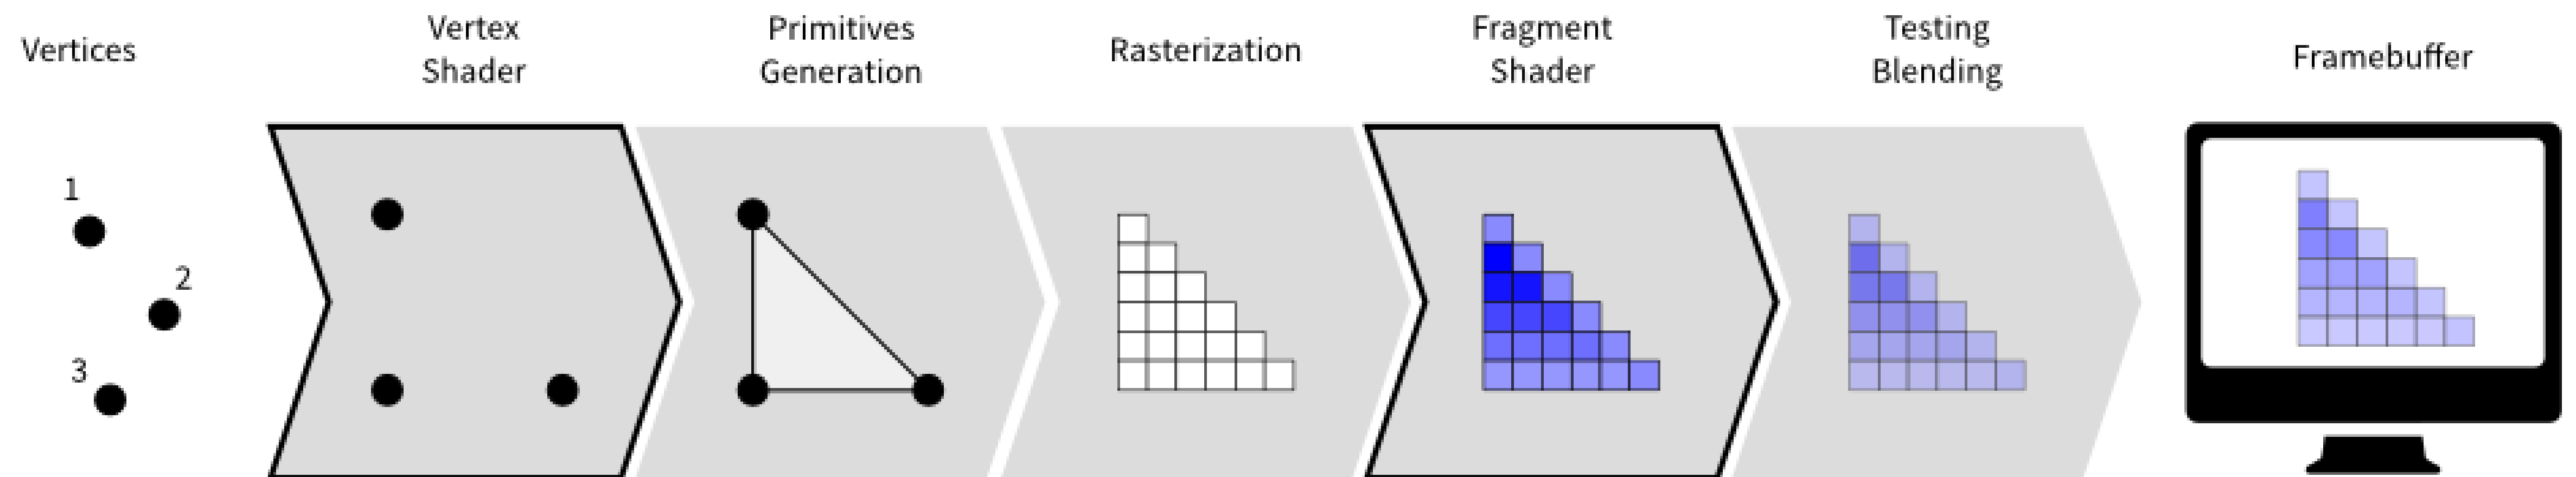 Vertices
Vertex
Shader
Primitives
Generation
Rasterization
Fragment
Shader
Testing
Blending
Framebuffer
1
2
3